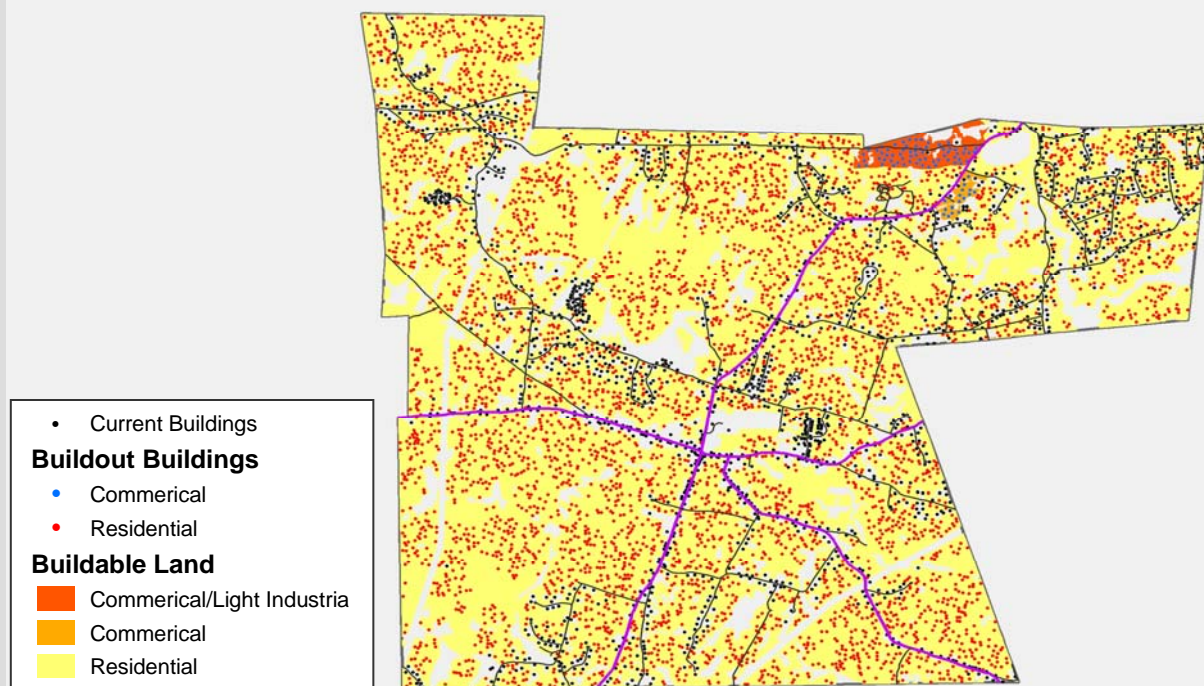 Current Buildings
Buildout Buildings
Commerical
Residential
Buildable Land
Commerical/Light Industria
Commerical
Residential